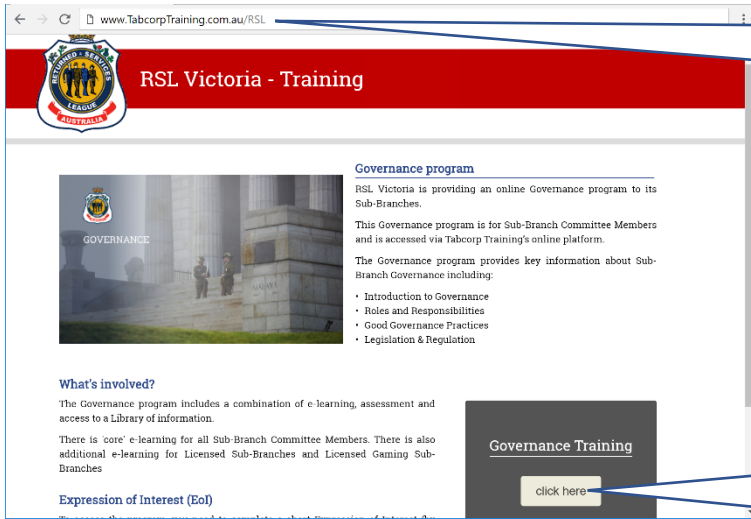 www.TabcorpTraining.com.au/RSL
RETURNED & SERVICES
LEAGUE
AUSTRALIA
RSL Victoria - Training
GOVERNANCE
MALAYA
Governance program
RSL Victoria is providing an online Governance program to its
Sub-Branches.
This Governance program is for Sub-Branch Committee Members
and is accessed via Tabcorp Training's online platform.
The Governance program provides key information about Sub-
Branch Governance including:
• Introduction to Governance
• Roles and Responsibilities
• Good Governance Practices
• Legislation & Regulation
What's involved?
The Governance program includes a combination of e-learning, assessment and
access to a Library of information.
There is 'core' e-learning for all Sub-Branch Committee Members. There is also
additional e-learning for Licensed Sub-Branches and Licensed Gaming Sub-
Branches
Expression of Interest (EoI)
Governance Training
click here